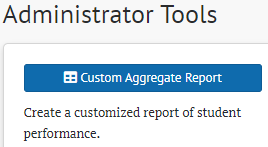 Administrator Tools
Custom Aggregate Report
Create a customized report of student
performance.